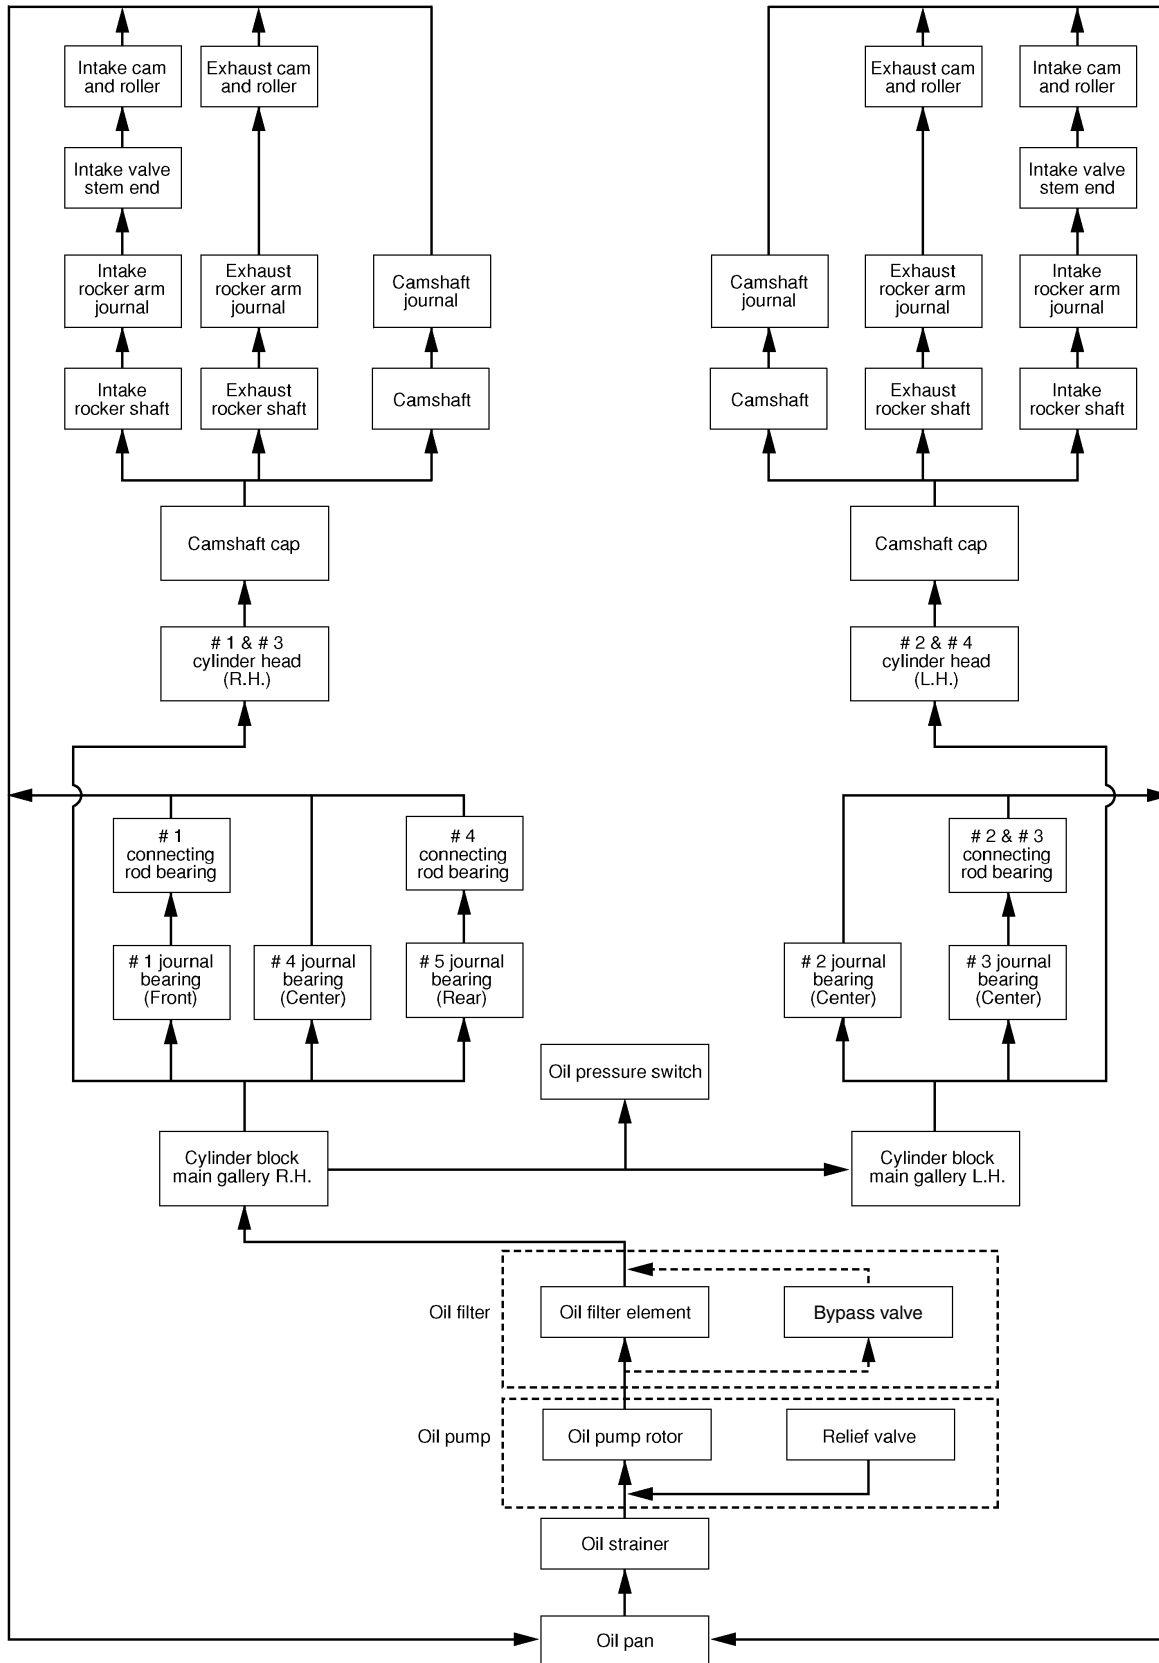 Intake cam
and roller
Exhaust cam
and roller
Exhaust cam
and roller
Intake cam
and roller
Intake valve
stem end
Intake valve
stem end
Intake
rocker arm
journal
Exhaust
rocker arm
journal
Camshaft
journal
Camshaft
journal
Exhaust
rocker arm
journal
Intake
rocker arm
journal
Intake
rocker shaft
Exhaust
rocker shaft
Camshaft
Camshaft
Exhaust
rocker shaft
Intake
rocker shaft
Camshaft cap
Camshaft cap
# 1 & # 3
cylinder head
(R.H.)
# 2 & # 4
cylinder head
(L.H.)
# 1
connecting
rod bearing
# 4
connecting
rod bearing
# 2 & # 3
connecting
rod bearing
# 1 journal
bearing
(Front)
# 4 journal
bearing
(Center)
# 5 journal
bearing
(Rear)
# 2 journal
bearing
(Center)
# 3 journal
bearing
(Center)
Oil pressure switch
Cylinder block
main gallery R.H.
Cylinder block
main gallery L.H.
Oil filter
Oil filter element
Bypass valve
Oil pump
Oil pump rotor
Relief valve
Oil strainer
Oil pan